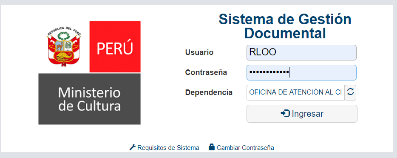 Sistema de Gestión
Documental
PERÚ
Ministerio
de Cultura
Usuario
RLOO
Contraseña
••••••••••••
Dependencia
OFICINA DE ATENCION AL CI
Ingresar
Requisitos de Sistema
Cambiar Contraseña